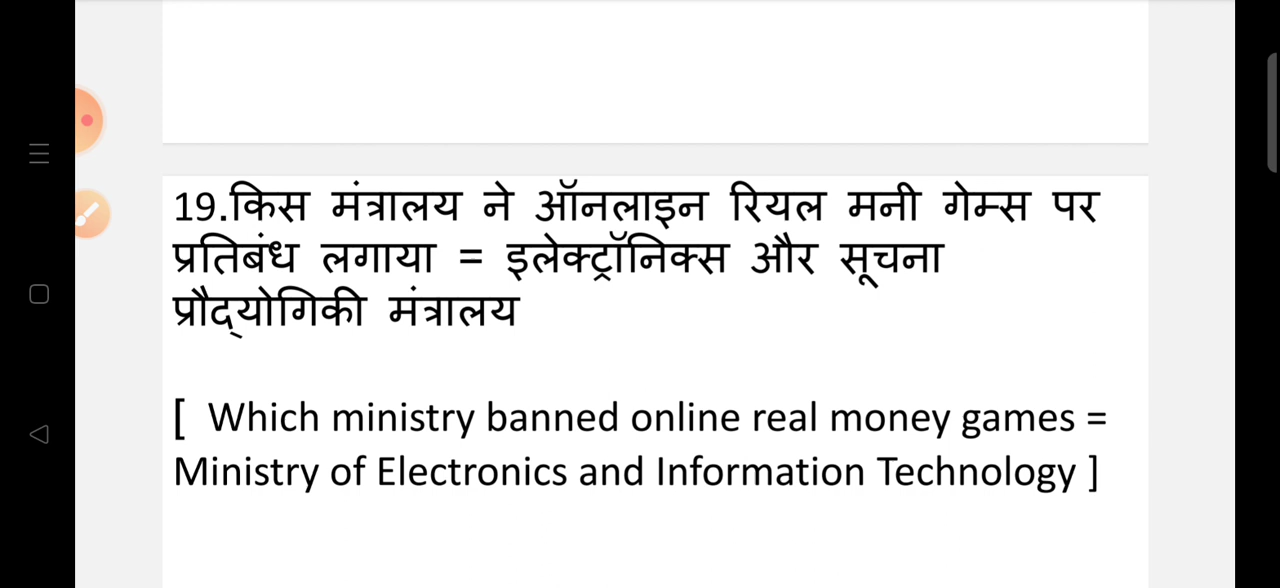 19.किस मंत्रालय ने ऑनलाइन रियल मनी गेम्स पर
प्रतिबंध लगाया = इलेक्ट्रॉनिक्स और सूचना
प्रौद्योगिकी मंत्रालय
[ Which ministry banned online real money games =
Ministry of Electronics and Information Technology ]